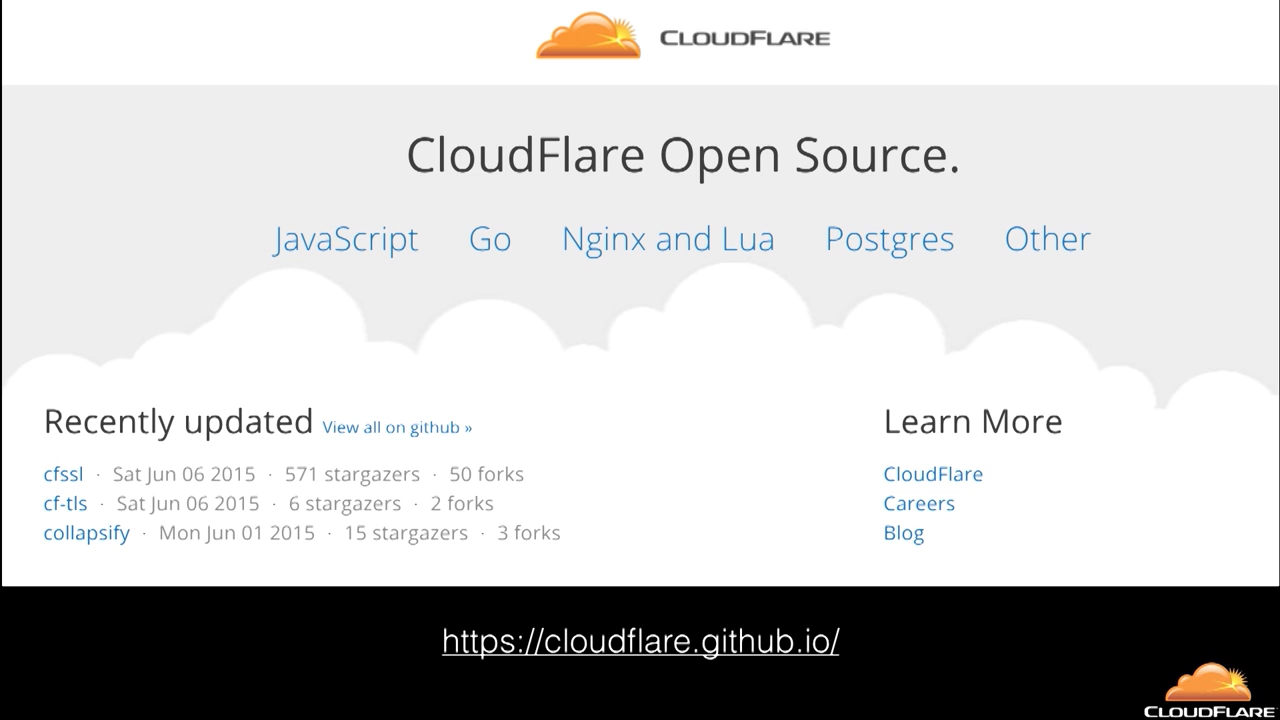 CLOUDFLARE
CloudFlare Open Source.
JavaScript Go Nginx and Lua Postgres Other
Recently updated View all on github »
cfssl · Sat Jun 06 2015 · 571 stargazers · 50 forks
cf-tls · Sat Jun 06 2015 · 6 stargazers · 2 forks
collapsify · Mon Jun 01 2015 · 15 stargazers · 3 forks
Learn More
CloudFlare
Careers
Blog
https://cloudflare.github.io/
CLOUDFLARE